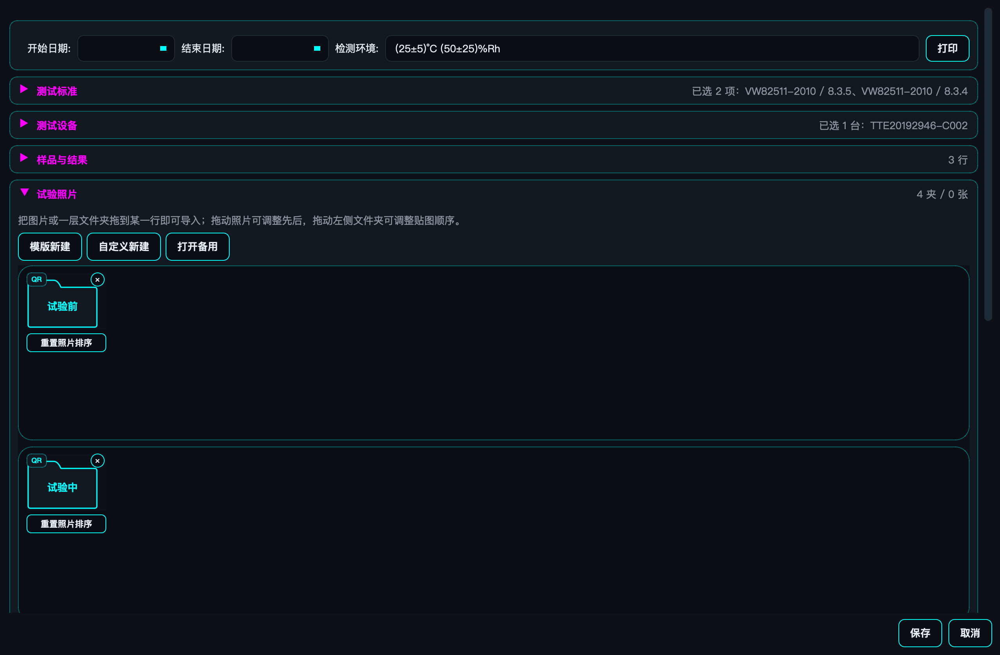 开始日期: 结束日期: 检测环境: (25±5)℃ (50±25)%Rh 打印
测试标准 已选 2 项：VW82511-2010 / 8.3.5、VW82511-2010 / 8.3.4
测试设备 已选 1 台：TTE20192946-C002
样品与结果 3 行
试验照片 4 夹 / 0 张
把图片或一层文件夹拖到某一行即可导入；拖动照片可调整先后，拖动左侧文件夹可调整贴图顺序。
模版新建 自定义新建 打开备用
QR ×
试验前
重置照片排序
QR ×
试验中
重置照片排序
保存 取消